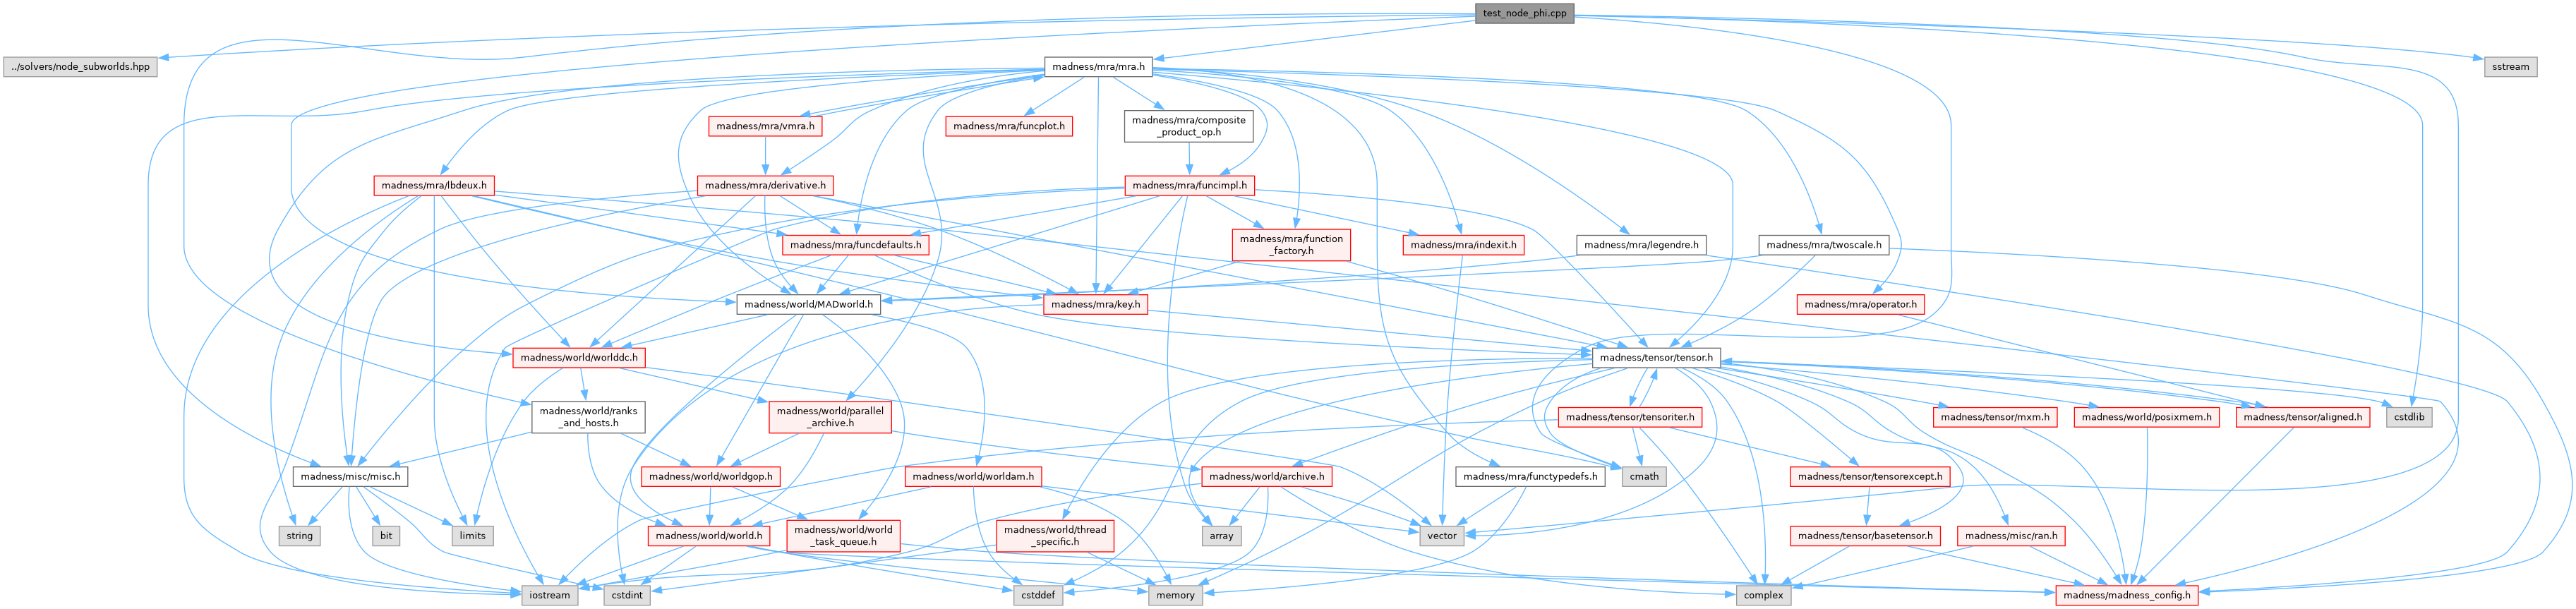 test_node_phi.cpp
../solvers/node_subworlds.hpp
madness/mra/mra.h
sstream
madness/mra/vmra.h
madness/mra/funcplot.h
madness/mra/composite
_product_op.h
madness/mra/lbdeux.h
madness/mra/derivative.h
madness/mra/funcimpl.h
madness/mra/funcdefaults.h
madness/mra/function
_factory.h
madness/mra/indexit.h
madness/mra/legendre.h
madness/mra/twoscale.h
madness/world/MADworld.h
madness/mra/key.h
madness/mra/operator.h
madness/world/worlddc.h
madness/tensor/tensor.h
madness/world/ranks
_and_hosts.h
madness/world/parallel
_archive.h
madness/tensor/tensoriter.h
madness/tensor/mxm.h
madness/world/posixmem.h
madness/tensor/aligned.h
cstdlib
madness/misc/misc.h
madness/world/worldgop.h
madness/world/worldam.h
madness/world/archive.h
madness/mra/functypedefs.h
cmath
madness/tensor/tensorexcept.h
string
bit
limits
madness/world/world.h
madness/world/world
_task_queue.h
madness/world/thread
_specific.h
array
vector
madness/tensor/basetensor.h
madness/misc/ran.h
iostream
cstdint
cstddef
memory
complex
madness/madness_config.h